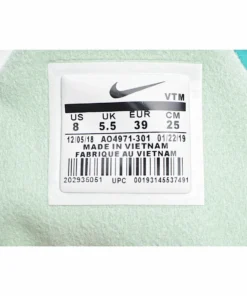 VTM
US UK EUR CM
8 5.5 39 25
12/05/18 AO4971-301 01/22/19
MADE IN VIETNAM
FABRIQUE AU VIETNAM
202936051 UPC 00193145537491